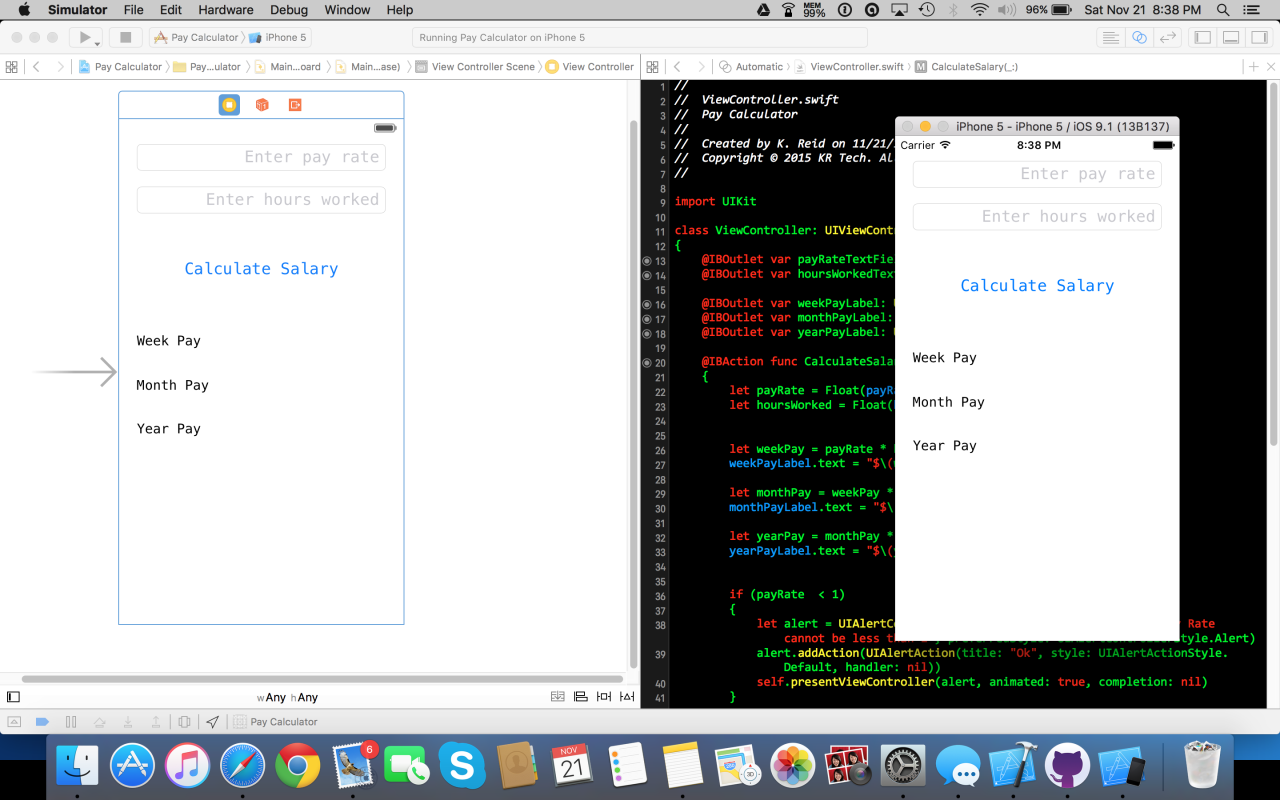 Simulator File Edit Hardware Debug Window Help MEM 99% 96% Sat Nov 21 8:38 PM
Pay Calculator iPhone 5 Running Pay Calculator on iPhone 5
Pay Calculator Pay...ulator Main....oard Main...ase) View Controller Scene View Controller
Automatic ViewController.swift M CalculateSalary(_:)
Enter pay rate
Enter hours worked
Calculate Salary
Week Pay
Month Pay
Year Pay
wAny hAny
Pay Calculator
1 //
2 // ViewController.swift
3 // Pay Calculator
4 //
5 // Created by K. Reid on 11/21/
6 // Copyright © 2015 KR Tech. Al
7 //
8
9 import UIKit
10
11 class ViewController: UIViewCont
12 {
13 @IBOutlet var payRateTextFie
14 @IBOutlet var hoursWorkedText
15
16 @IBOutlet var weekPayLabel:
17 @IBOutlet var monthPayLabel:
18 @IBOutlet var yearPayLabel:
19
20 @IBAction func CalculateSala
21 {
22 let payRate = Float(payRa
23 let hoursWorked = Float(
24
25
26 let weekPay = payRate *
27 weekPayLabel.text = "$\(
28
29 let monthPay = weekPay *
30 monthPayLabel.text = "$\
31
32 let yearPay = monthPay *
33 yearPayLabel.text = "$\(
34
35
36 if (payRate < 1)
37 {
38 let alert = UIAlertCo Rate
cannot be less tha tyle.Alert)
39 alert.addAction(UIAlertAction(title: "Ok", style: UIAlertActionStyle.
Default, handler: nil))
40 self.presentViewController(alert, animated: true, completion: nil)
41 }
iPhone 5 - iPhone 5 / iOS 9.1 (13B137)
Carrier 8:38 PM
Enter pay rate
Enter hours worked
Calculate Salary
Week Pay
Month Pay
Year Pay
6
NOV
21
3D